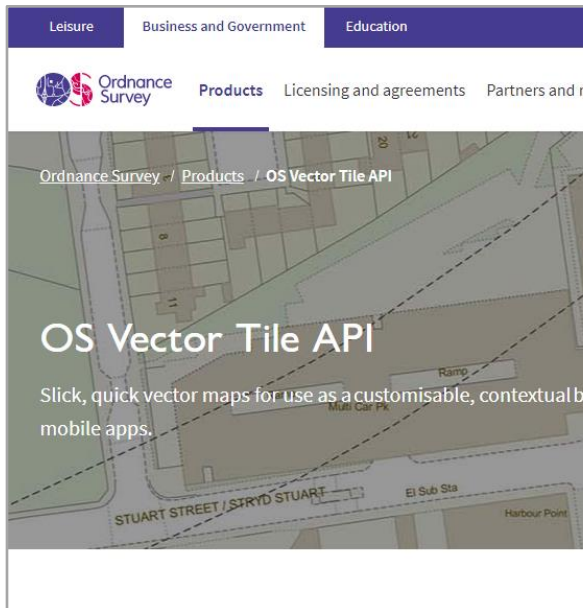 Leisure Business and Government Education
Ordnance
Survey
Products Licensing and agreements Partners and
Ordnance Survey / Products / OS Vector Tile API
20
12
8
11
OS Vector Tile API
Ramp
Slick, quick vector maps for use as a customisable, contextual b
Multi Car Pk
mobile apps.
STUART STREET / STRYD STUART
El Sub Sta
Harbour Point